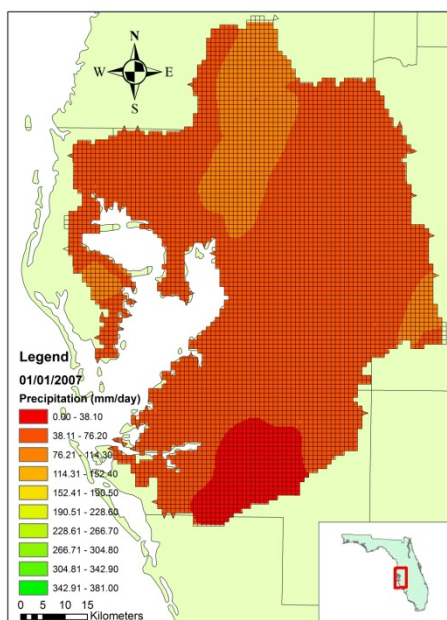 N
W E
S
Legend
01/01/2007
Precipitation (mm/day)
0.00 - 38.10
38.11 - 76.20
76.21 - 114.30
114.31 - 152.40
152.41 - 190.50
190.51 - 228.60
228.61 - 266.70
266.71 - 304.80
304.81 - 342.90
342.91 - 381.00
0 5 10 15
Kilometers